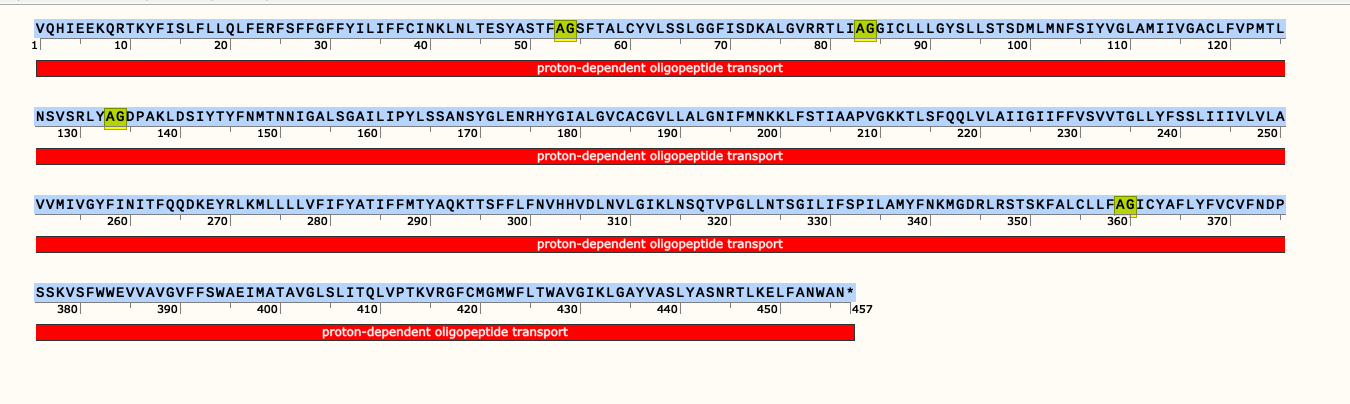 VQHIEEKQRTKYFISLFLLQLFERFSFFGFFYILIFFCINKLNLTESYASTFAGSFTALCYVLSSLGGFISDKALGVRRTLIAGGICLLLGYSLLSTSDMLMNFSIYVGLAMIIVGACLFVPMTL
1 10 20 30 40 50 60 70 80 90 100 110 120
proton-dependent oligopeptide transport
NSVSRLYAGDPAKLDSIYTYFNMTNNIGALSGAILIPYLSSANSYGLENRHYGIALGVCACGVLLALGNIFMNKKLFSTIAAPVGKKTLSFQQLVLAIIGIIFFVSVVTGLLYFSSLIIIVLVLA
130 140 150 160 170 180 190 200 210 220 230 240 250
proton-dependent oligopeptide transport
VVMIVGYFINITFQQDKEYRLKMLLLLVFIFYATIFFMTYAQKTTSFFLFNVHHVDLNVLGIKLNSQTVPGLLNTSGILIFSPILAMYFNKMGDRLRSTSKFALCLLFAGICYAFLYFVCVFNDP
260 270 280 290 300 310 320 330 340 350 360 370
proton-dependent oligopeptide transport
SSKVSFWWEVVAVGVFFSWAEIMATAVGLSLITQLVPTKVRGFCMGMWFLTWAVGIKLGAYVASLYASNRTLKELFANWAN*
380 390 400 410 420 430 440 450 457
proton-dependent oligopeptide transport